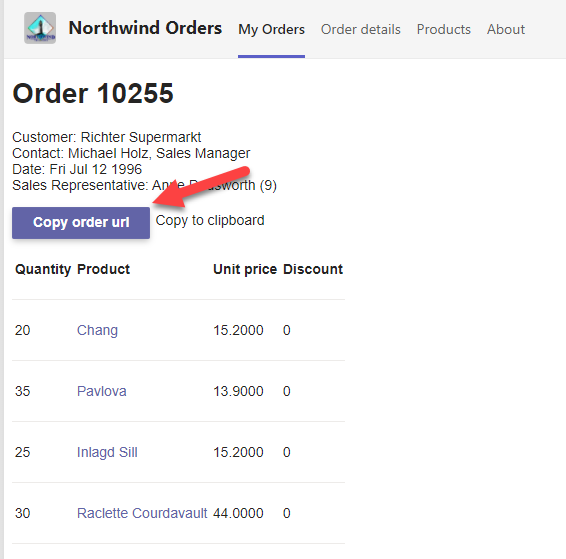 Northwind Orders My Orders Order details Products About
Order 10255
Customer: Richter Supermarkt
Contact: Michael Holz, Sales Manager
Date: Fri Jul 12 1996
Sales Representative: (9)
Copy order url Copy to clipboard
Quantity Product Unit price Discount
20 Chang 15.2000 0
35 Pavlova 13.9000 0
25 Inlagd Sill 15.2000 0
30 Raclette Courdavault 44.0000 0